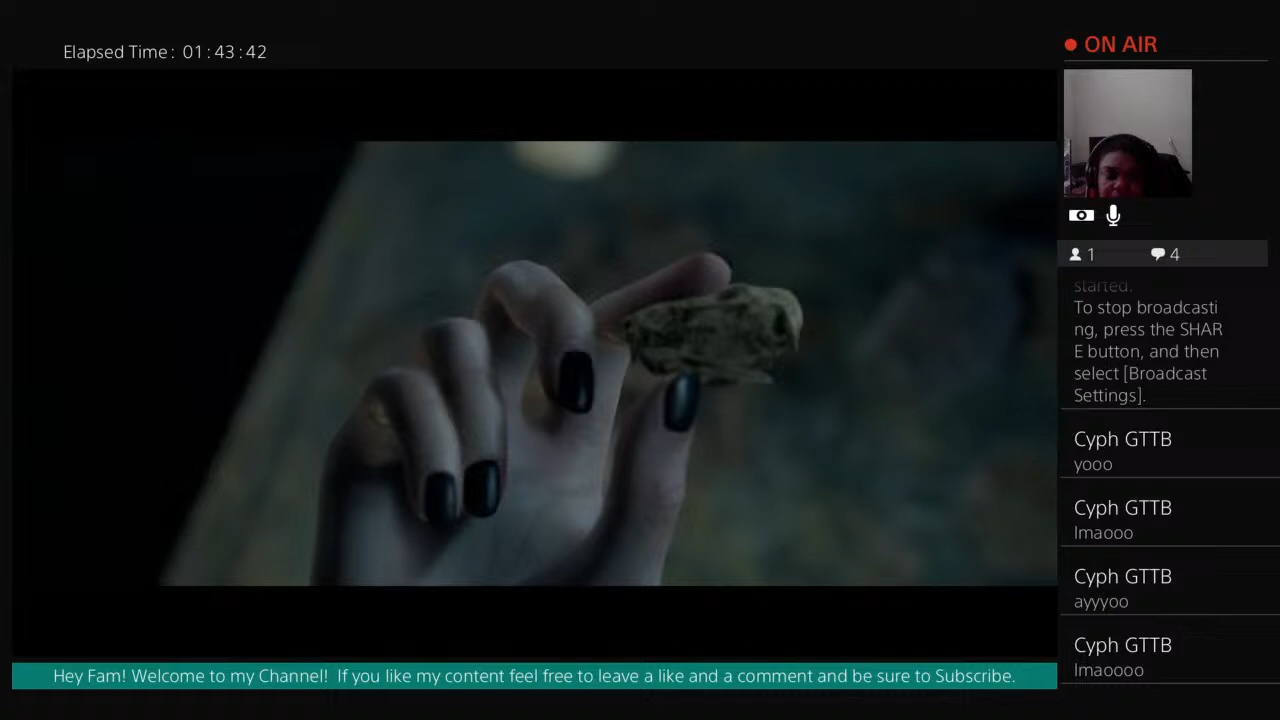 Elapsed Time: 01:43:42
ON AIR
1
4
started.
To stop broadcasti
ng, press the SHAR
E button, and then
select [Broadcast
Settings].
Cyph GTTB
yooo
Cyph GTTB
lmaooo
Cyph GTTB
ayyyoo
Cyph GTTB
lmaoooo
Hey Fam! Welcome to my Channel! If you like my content feel free to leave a like and a comment and be sure to Subscribe.